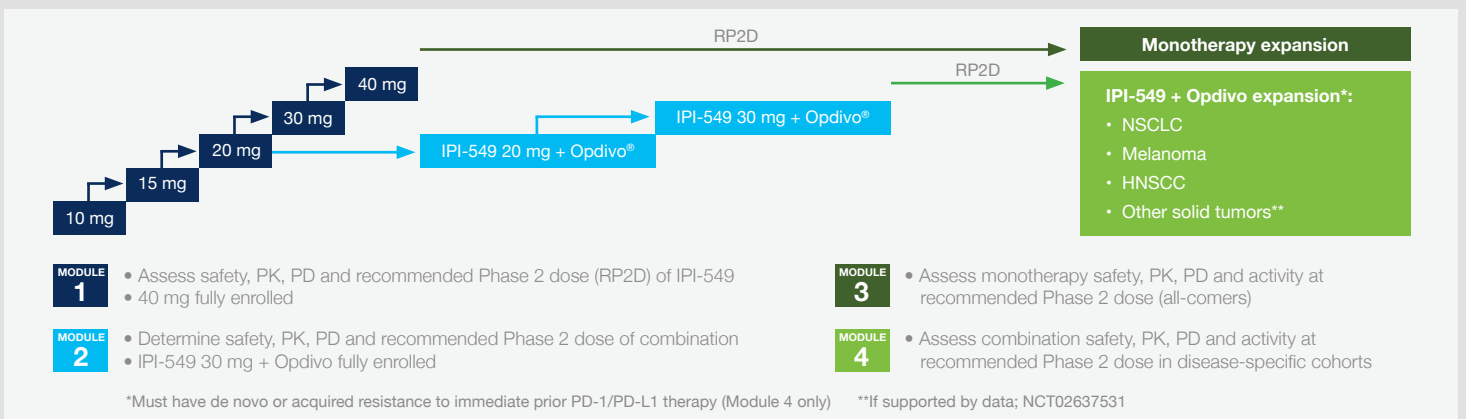 RP2D
Monotherapy expansion
RP2D
40 mg
30 mg
20 mg
15 mg
10 mg
IPI-549 20 mg + Opdivo®
IPI-549 30 mg + Opdivo®
IPI-549 + Opdivo expansion*:
• NSCLC
• Melanoma
• HNSCC
• Other solid tumors**
MODULE
1
• Assess safety, PK, PD and recommended Phase 2 dose (RP2D) of IPI-549
• 40 mg fully enrolled
MODULE
2
• Determine safety, PK, PD and recommended Phase 2 dose of combination
• IPI-549 30 mg + Opdivo fully enrolled
MODULE
3
• Assess monotherapy safety, PK, PD and activity at
recommended Phase 2 dose (all-comers)
MODULE
4
• Assess combination safety, PK, PD and activity at
recommended Phase 2 dose in disease-specific cohorts
*Must have de novo or acquired resistance to immediate prior PD-1/PD-L1 therapy (Module 4 only) **If supported by data; NCT02637531